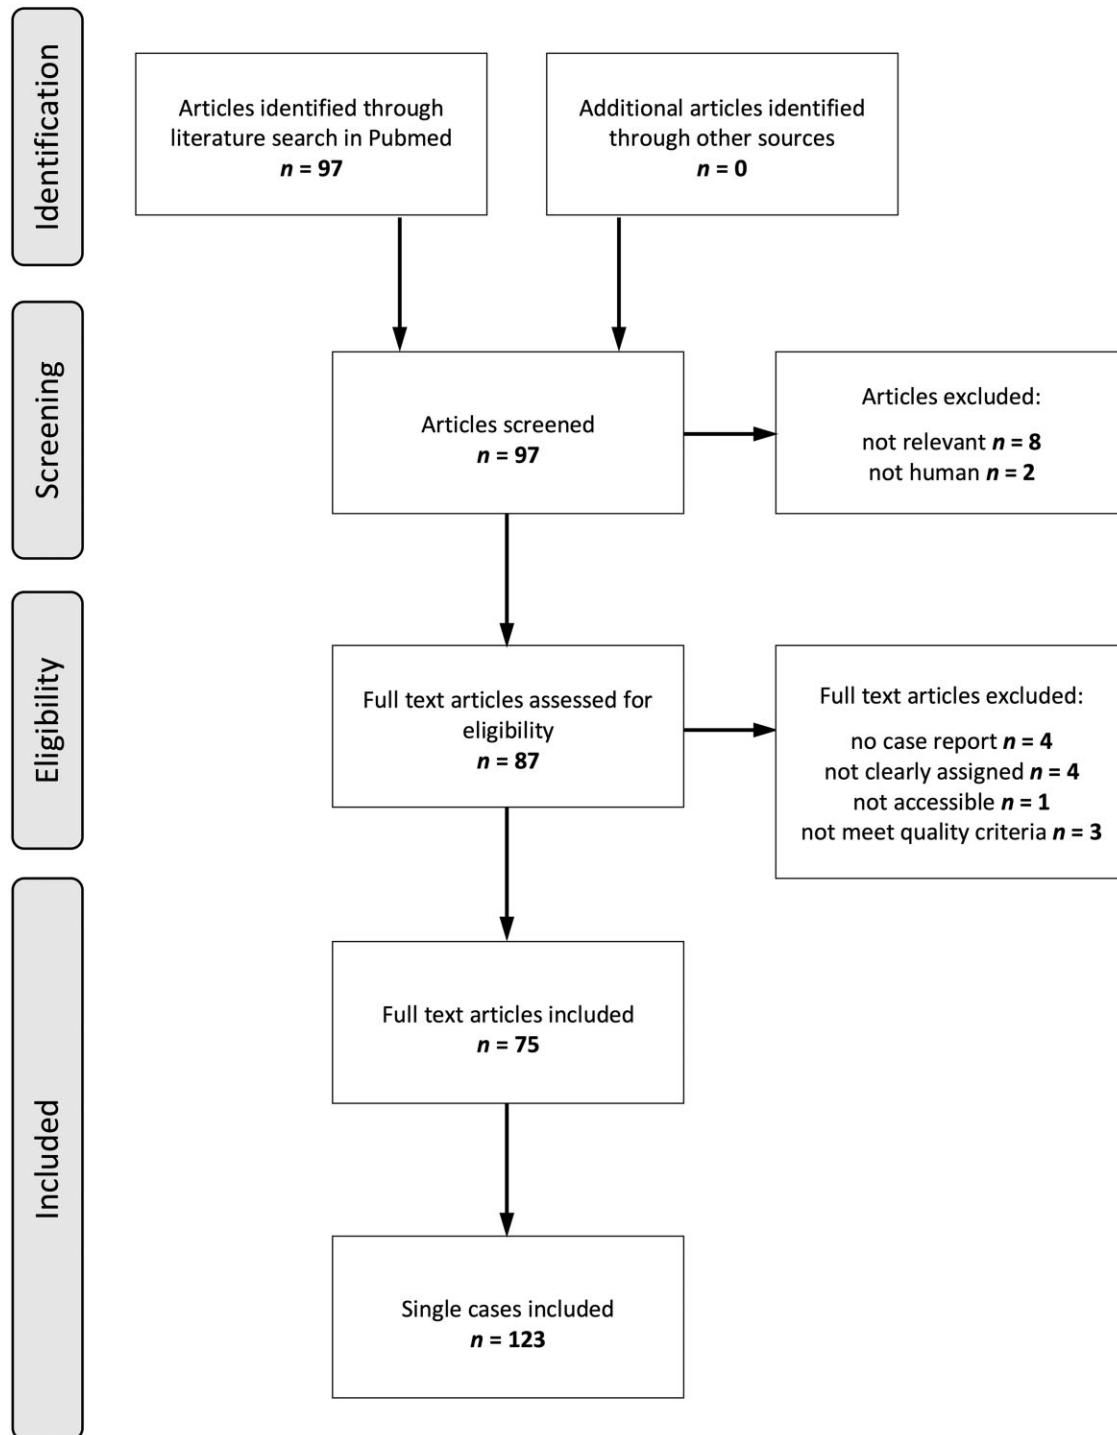 Identification
Articles identified through
literature search in Pubmed
n = 97
Additional articles identified
through other sources
n = 0
Screening
Articles screened
n = 97
Articles excluded:
not relevant n = 8
not human n = 2
Eligibility
Full text articles assessed for
eligibility
n = 87
Full text articles excluded:
no case report n = 4
not clearly assigned n = 4
not accessible n = 1
not meet quality criteria n = 3
Included
Full text articles included
n = 75
Single cases included
n = 123